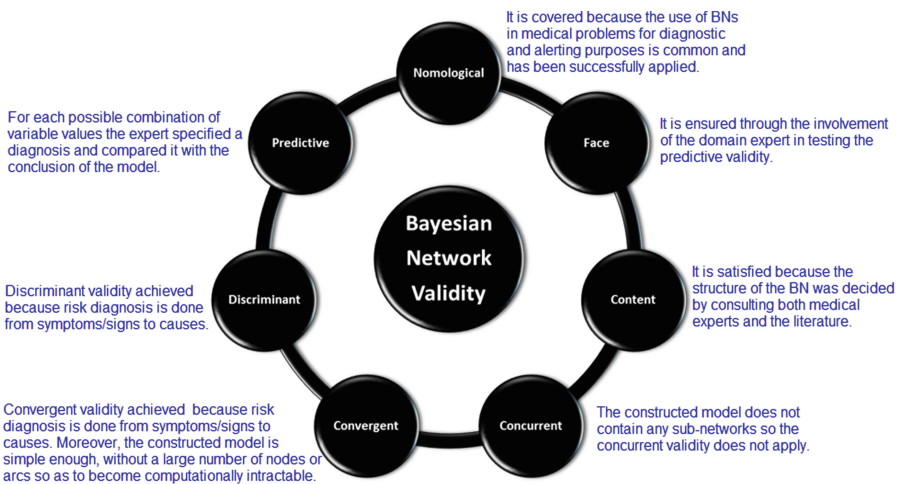 Nomological
It is covered because the use of BNs
in medical problems for diagnostic
and alerting purposes is common and
has been successfully applied.
Predictive
For each possible combination of
variable values the expert specified a
diagnosis and compared it with the
conclusion of the model.
Face
It is ensured through the involvement
of the domain expert in testing the
predictive validity.
Bayesian
Network
Validity
Discriminant
Discriminant validity achieved
because risk diagnosis is done
from symptoms/signs to causes.
Content
It is satisfied because the
structure of the BN was decided
by consulting both medical
experts and the literature.
Convergent
Convergent validity achieved because risk
diagnosis is done from symptoms/signs to
causes. Moreover, the constructed model is
simple enough, without a large number of nodes or
arcs so as to become computationally intractable.
Concurrent
The constructed model does not
contain any sub-networks so the
concurrent validity does not apply.